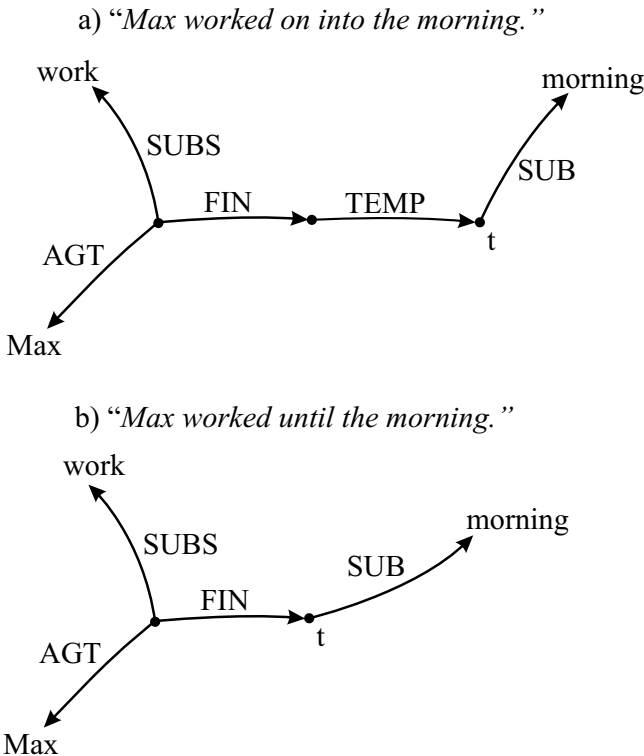 a) “Max worked on into the morning.”
work
morning
SUBS
SUB
FIN
TEMP
t
AGT
Max
b) “Max worked until the morning.”
work
morning
SUBS
SUB
FIN
t
AGT
Max